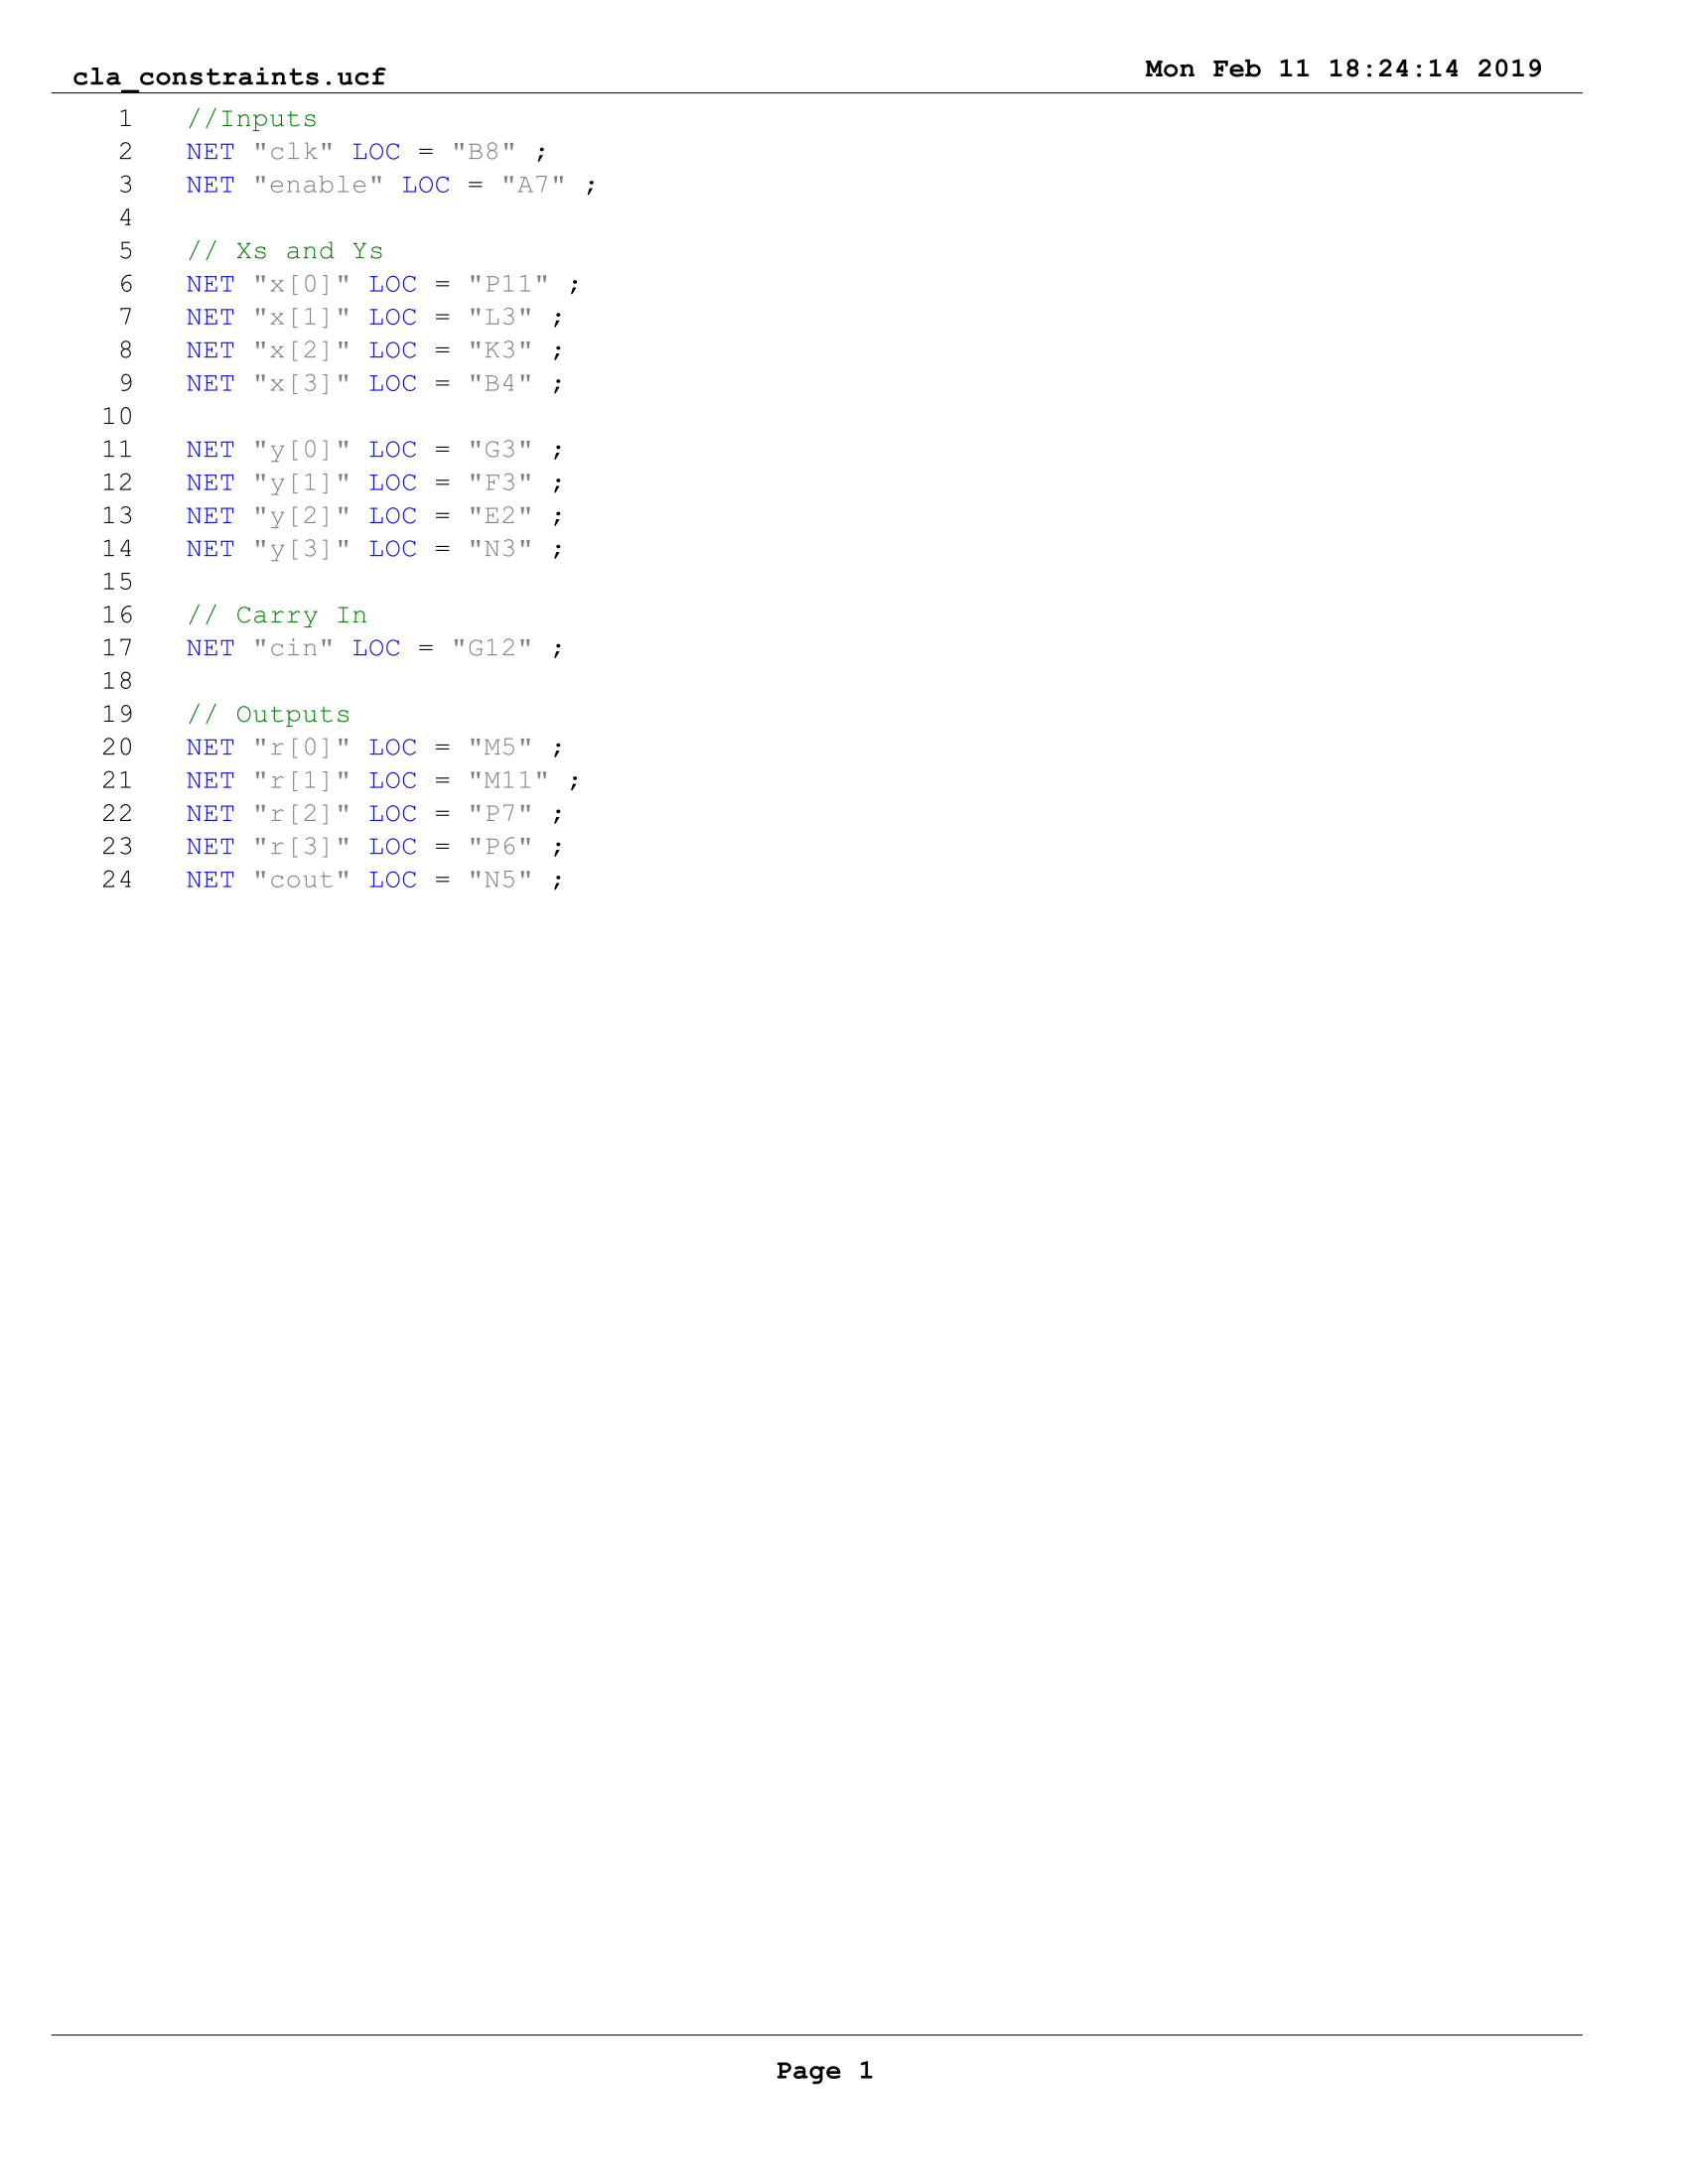 cla_constraints.ucf Mon Feb 11 18:24:14 2019
1 //Inputs
2 NET "clk" LOC = "B8" ;
3 NET "enable" LOC = "A7" ;
4
5 // Xs and Ys
6 NET "x[0]" LOC = "P11" ;
7 NET "x[1]" LOC = "L3" ;
8 NET "x[2]" LOC = "K3" ;
9 NET "x[3]" LOC = "B4" ;
10
11 NET "y[0]" LOC = "G3" ;
12 NET "y[1]" LOC = "F3" ;
13 NET "y[2]" LOC = "E2" ;
14 NET "y[3]" LOC = "N3" ;
15
16 // Carry In
17 NET "cin" LOC = "G12" ;
18
19 // Outputs
20 NET "r[0]" LOC = "M5" ;
21 NET "r[1]" LOC = "M11" ;
22 NET "r[2]" LOC = "P7" ;
23 NET "r[3]" LOC = "P6" ;
24 NET "cout" LOC = "N5" ;
Page 1